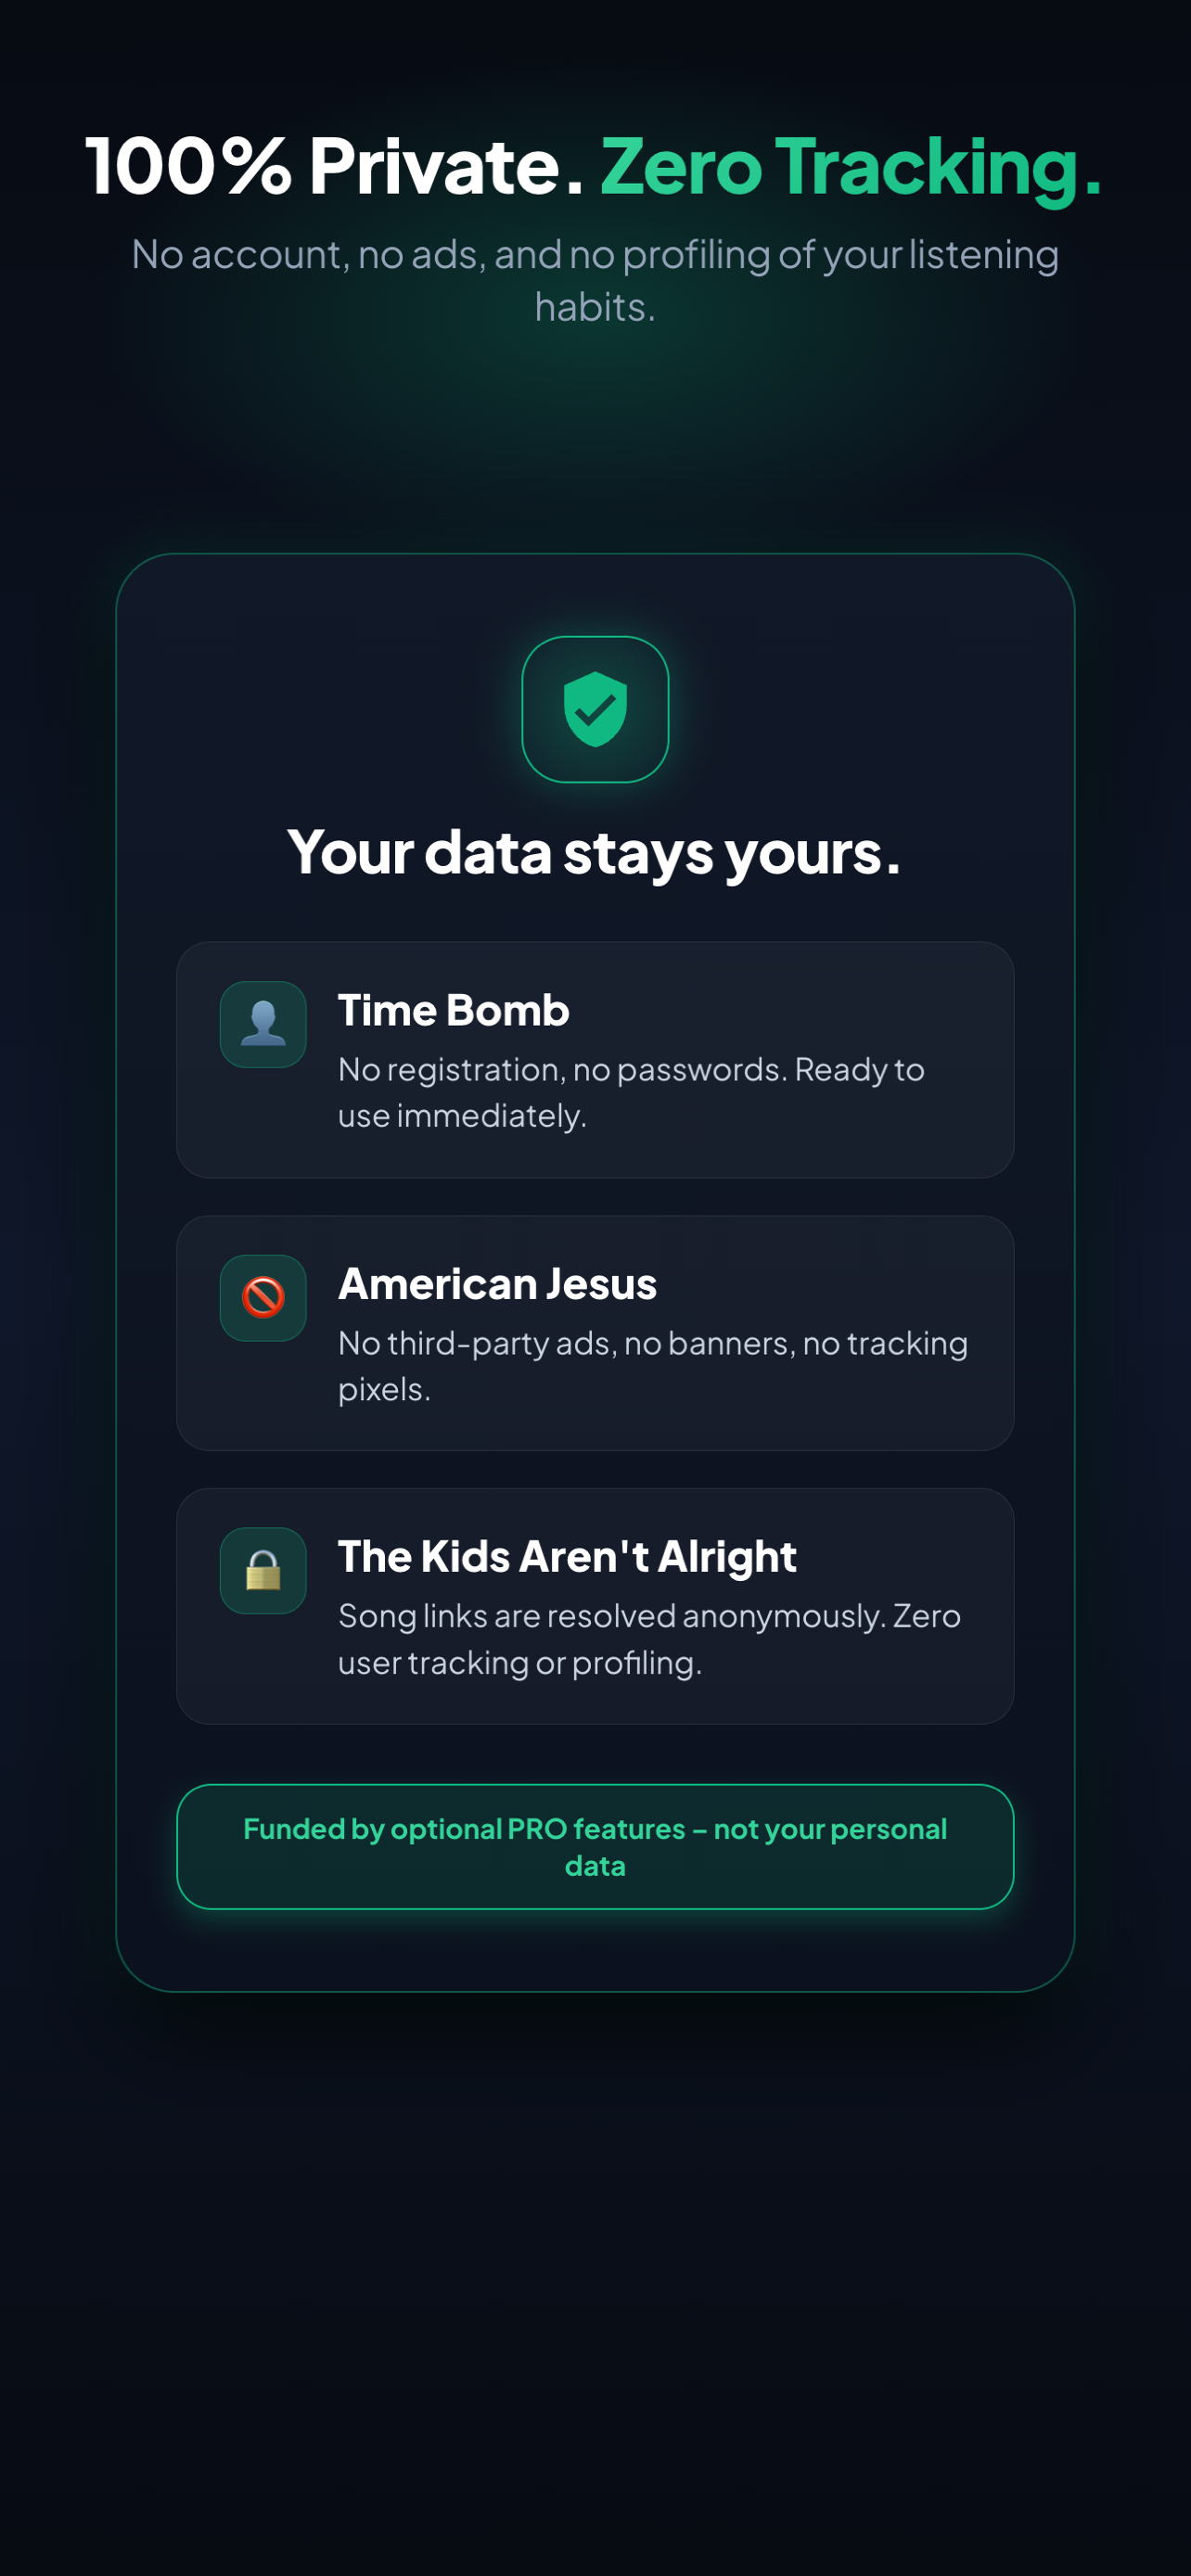 100% Private. Zero Tracking.
No account, no ads, and no profiling of your listening
habits.
Your data stays yours.
Time Bomb
No registration, no passwords. Ready to
use immediately.
American Jesus
No third-party ads, no banners, no tracking
pixels.
The Kids Aren't Alright
Song links are resolved anonymously. Zero
user tracking or profiling.
Funded by optional PRO features – not your personal
data